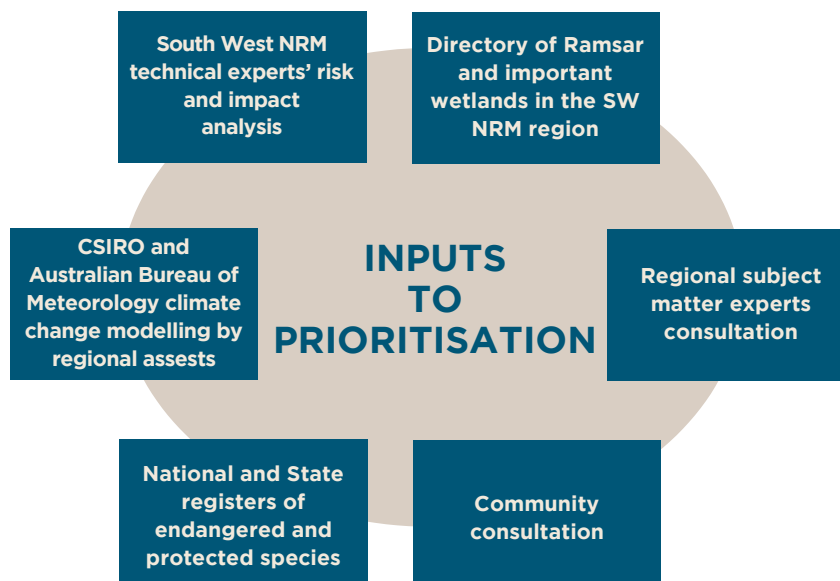 South West NRM
technical experts’ risk
and impact
analysis
Directory of Ramsar
and important
wetlands in the SW
NRM region
CSIRO and
Australian Bureau of
Meteorology climate
change modelling by
regional assests
INPUTS
TO
PRIORITISATION
Regional subject
matter experts
consultation
National and State
registers of
endangered and
protected species
Community
consultation